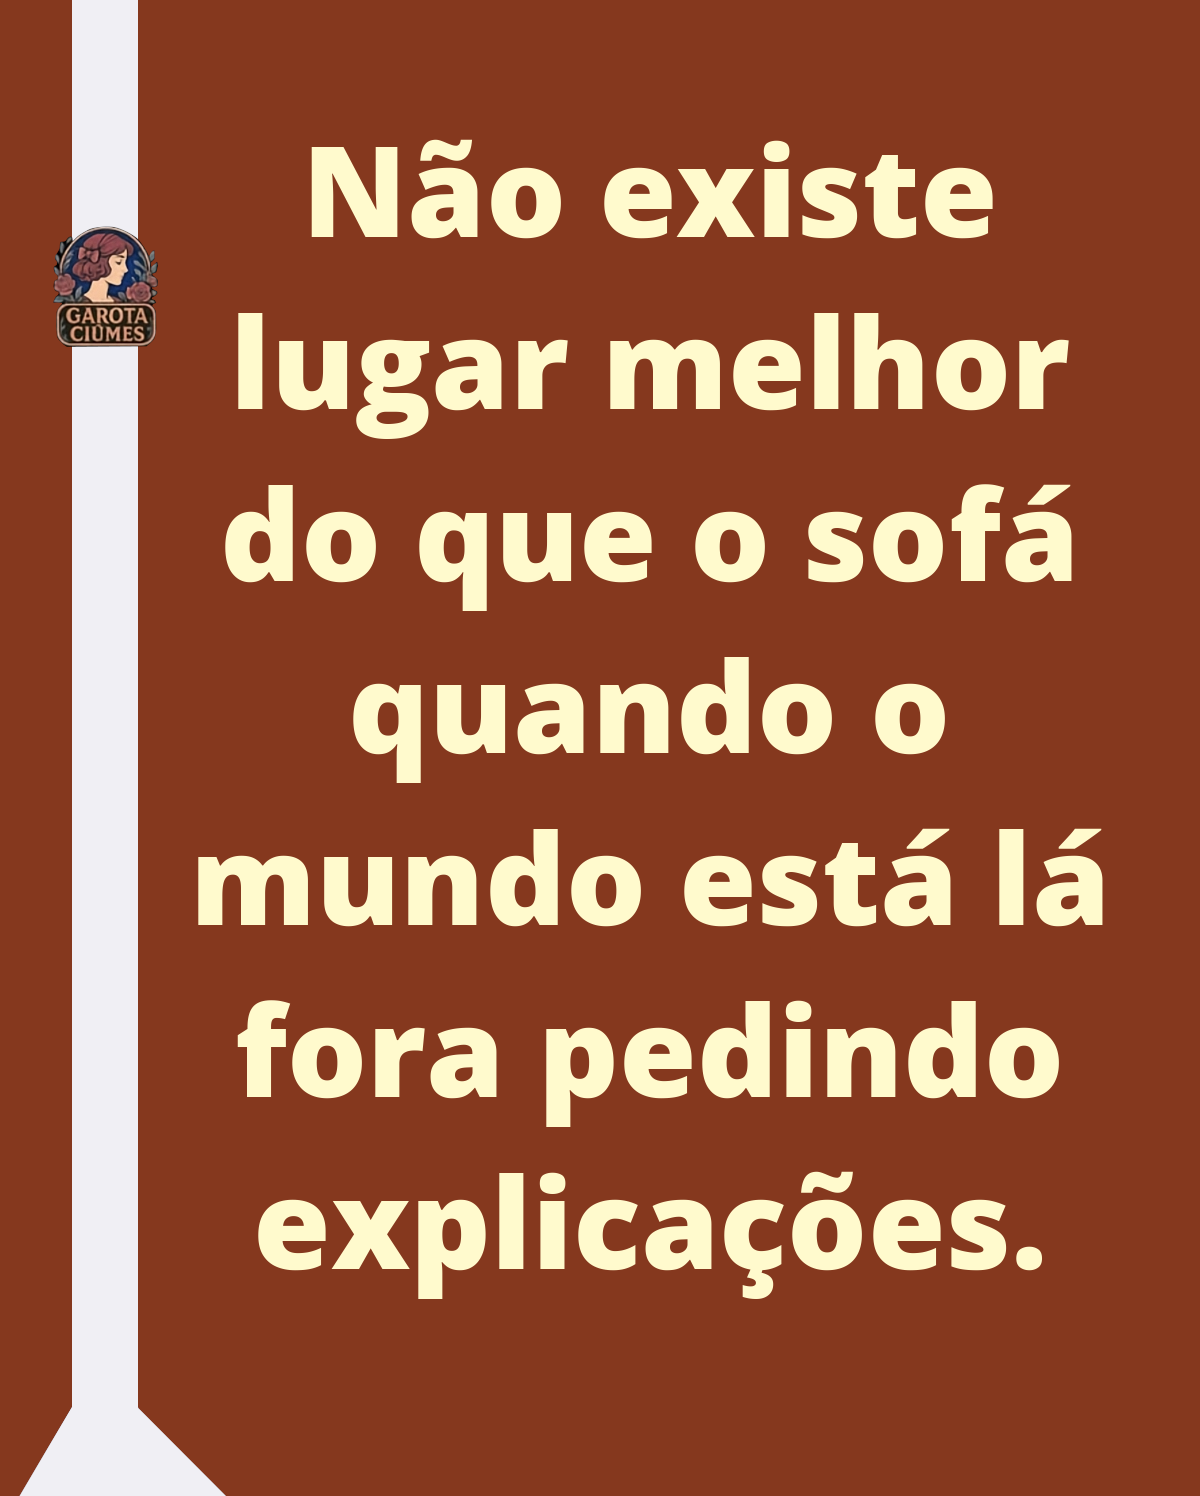 Não existe
lugar melhor
do que o sofá
quando o
mundo está lá
fora pedindo
explicações.
GAROTA
CIÚMES